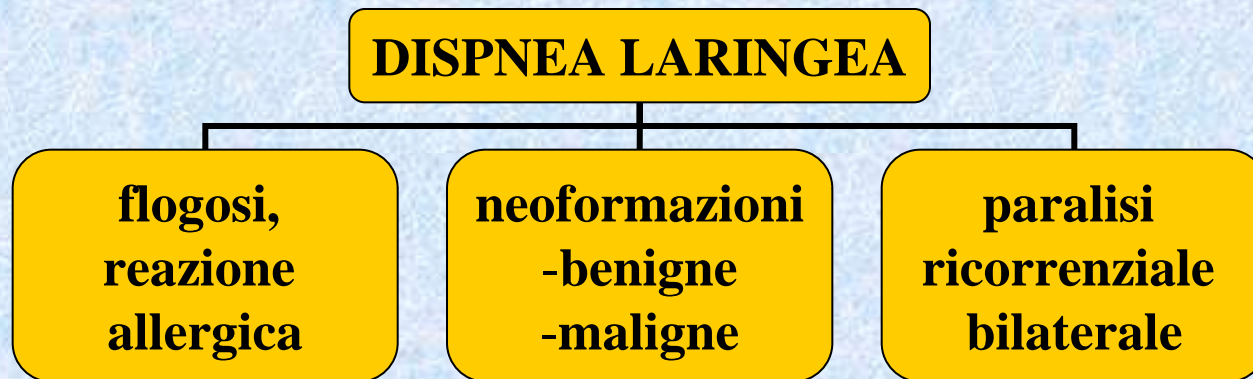 DISPNEA LARINGEA
flogosi,
reazione
allergica
neoformazioni
-benigne
-maligne
paralisi
ricorrenziale
bilaterale